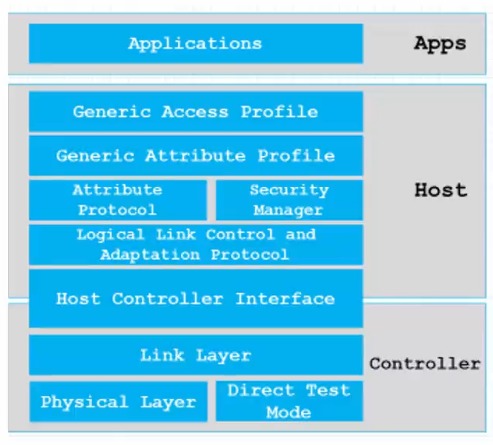 Applications
Apps
Generic Access Profile
Generic Attribute Profile
Attribute
Protocol
Security
Manager
Host
Logical Link Control and
Adaptation Protocol
Host Controller Interface
Link Layer
Controller
Physical Layer
Direct Test
Mode